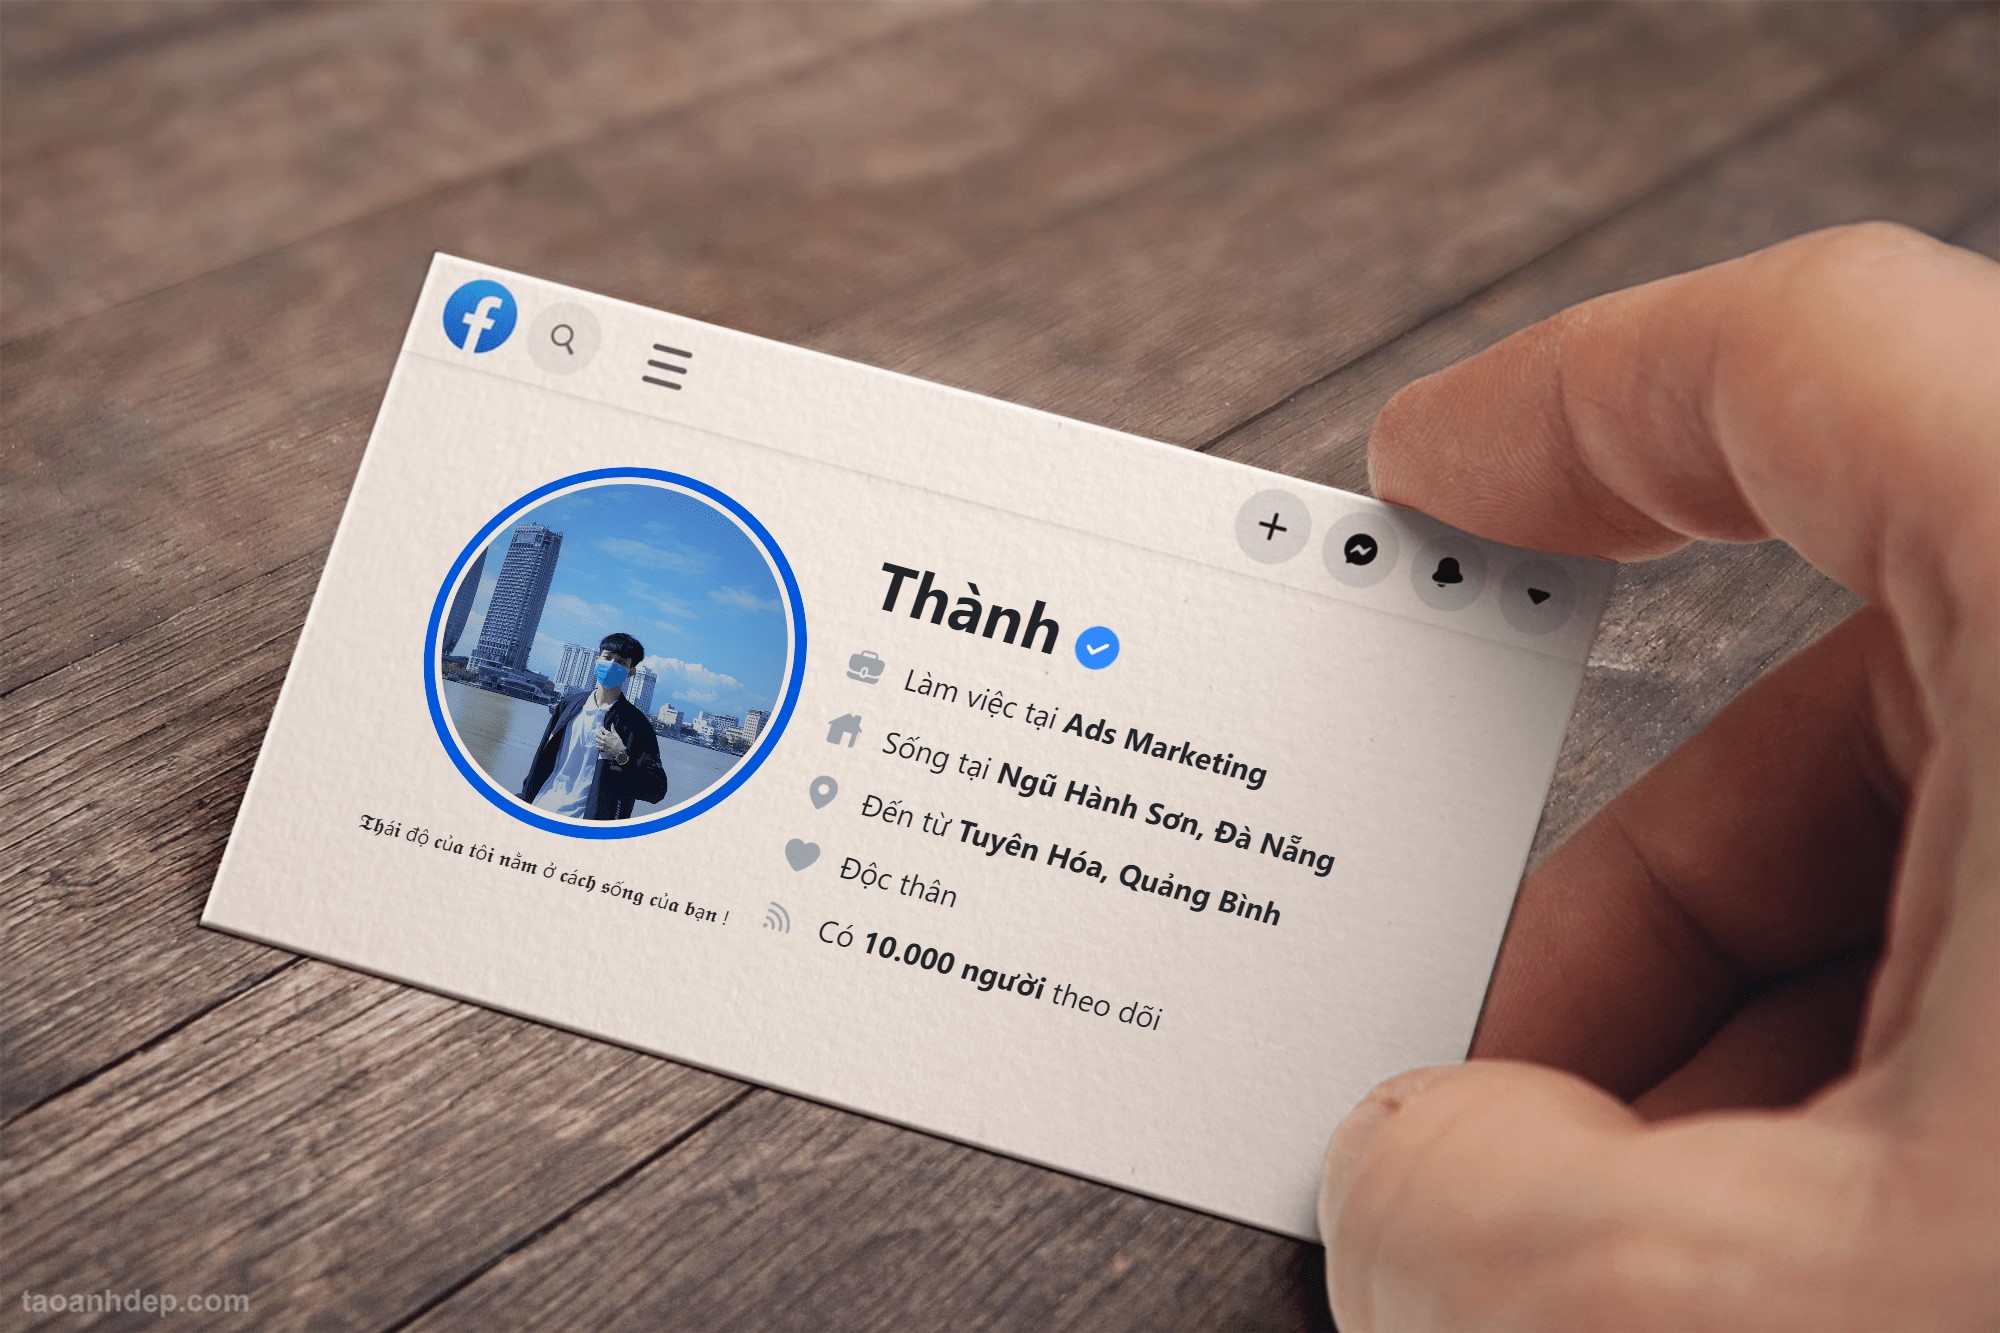 Thành
Làm việc tại Ads Marketing
Sống tại Ngũ Hành Sơn, Đà Nẵng
Đến từ Tuyên Hóa, Quảng Bình
Độc thân
Có 10.000 người theo dõi
Thái độ của tôi nằm ở cách sống của bạn !
taoanhdep.com